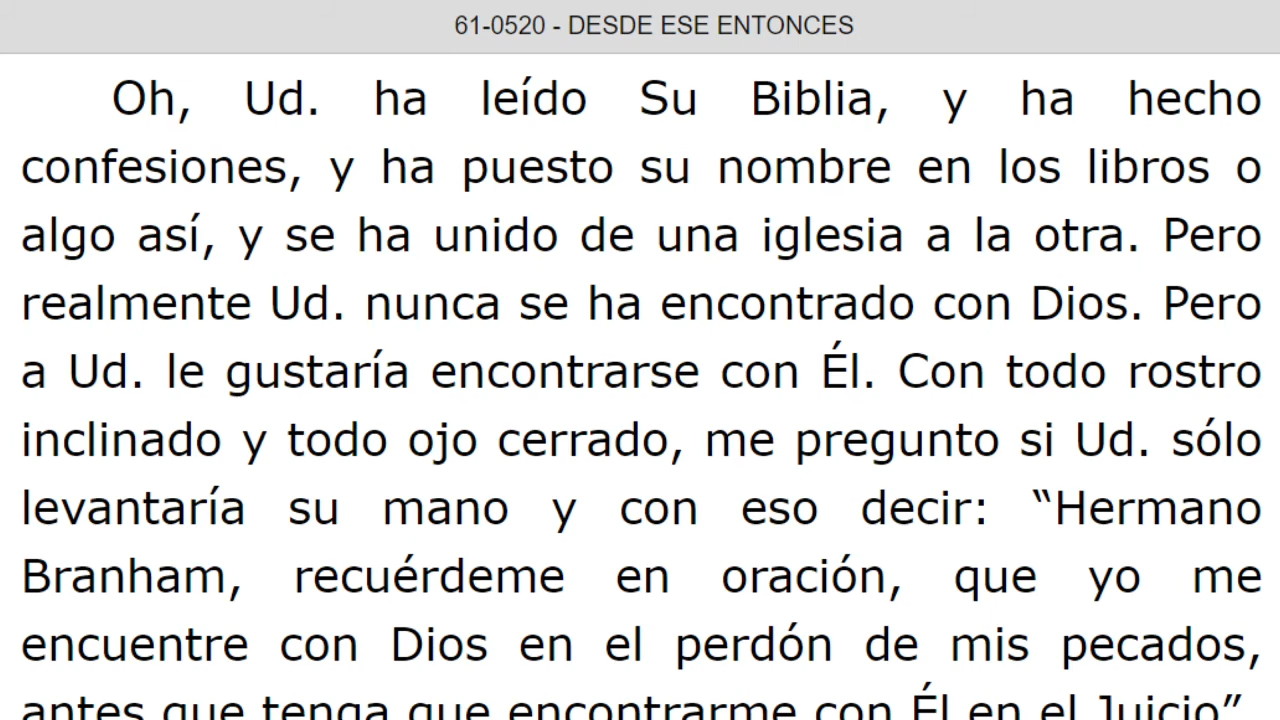 61-0520 - DESDE ESE ENTONCES
Oh, Ud. ha leído Su Biblia, y ha hecho
confesiones, y ha puesto su nombre en los libros o
algo así, y se ha unido de una iglesia a la otra. Pero
realmente Ud. nunca se ha encontrado con Dios. Pero
a Ud. le gustaría encontrarse con Él. Con todo rostro
inclinado y todo ojo cerrado, me pregunto si Ud. sólo
levantaría su mano y con eso decir: “Hermano
Branham, recuérdeme en oración, que yo me
encuentre con Dios en el perdón de mis pecados,
antes que tenga que encontrarme con Él en el Juicio”.